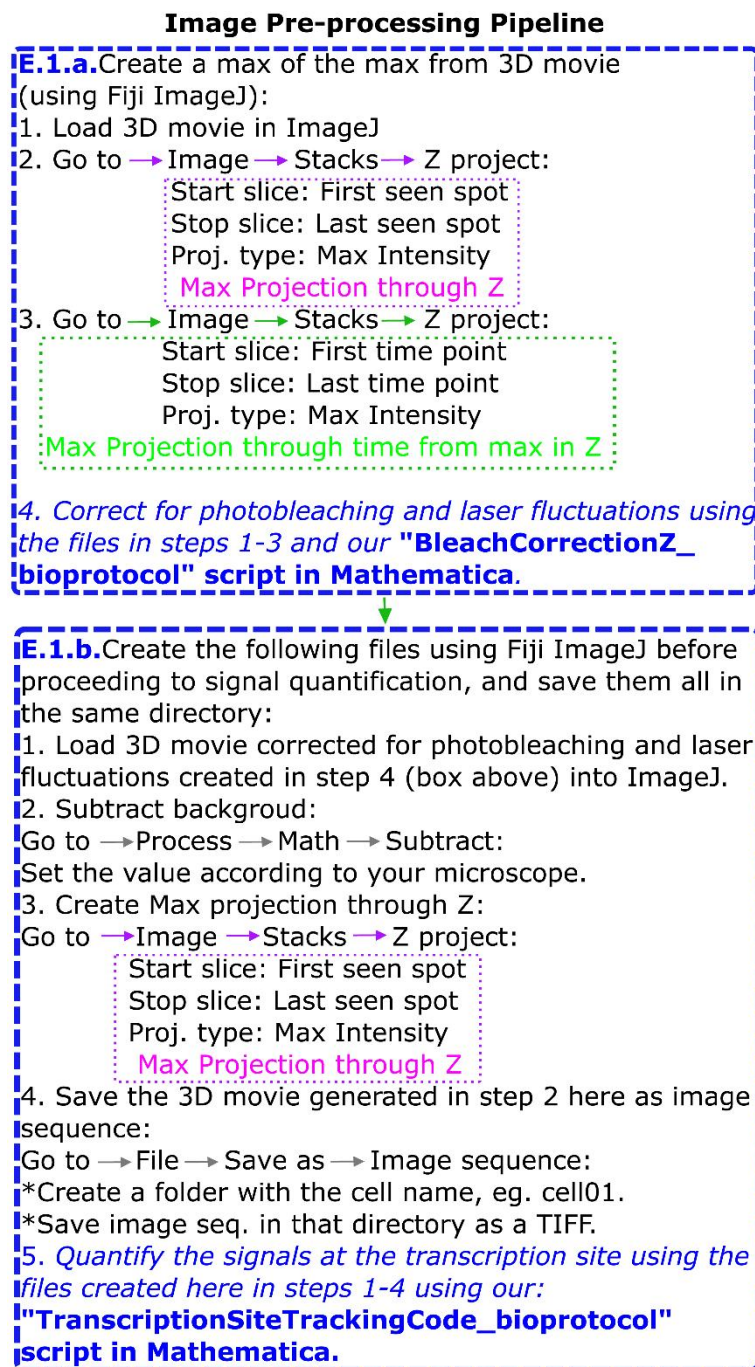 Image Pre-processing Pipeline
E.1.a.Create a max of the max from 3D movie
(using Fiji ImageJ):
1. Load 3D movie in ImageJ
2. Go to → Image → Stacks → Z project:
Start slice: First seen spot
Stop slice: Last seen spot
Proj. type: Max Intensity
Max Projection through Z
3. Go to → Image → Stacks → Z project:
Start slice: First time point
Stop slice: Last time point
Proj. type: Max Intensity
Max Projection through time from max in Z
4. Correct for photobleaching and laser fluctuations using
the files in steps 1-3 and our "BleachCorrectionZ_
bioprotocol" script in Mathematica.
E.1.b.Create the following files using Fiji ImageJ before
proceeding to signal quantification, and save them all in
the same directory:
1. Load 3D movie corrected for photobleaching and laser
fluctuations created in step 4 (box above) into ImageJ.
2. Subtract backgroud:
Go to → Process → Math → Subtract:
Set the value according to your microscope.
3. Create Max projection through Z:
Go to → Image → Stacks → Z project:
Start slice: First seen spot
Stop slice: Last seen spot
Proj. type: Max Intensity
Max Projection through Z
4. Save the 3D movie generated in step 2 here as image
sequence:
Go to → File → Save as → Image sequence:
*Create a folder with the cell name, eg. cell01.
*Save image seq. in that directory as a TIFF.
5. Quantify the signals at the transcription site using the
files created here in steps 1-4 using our:
"TranscriptionSiteTrackingCode_bioprotocol"
script in Mathematica.